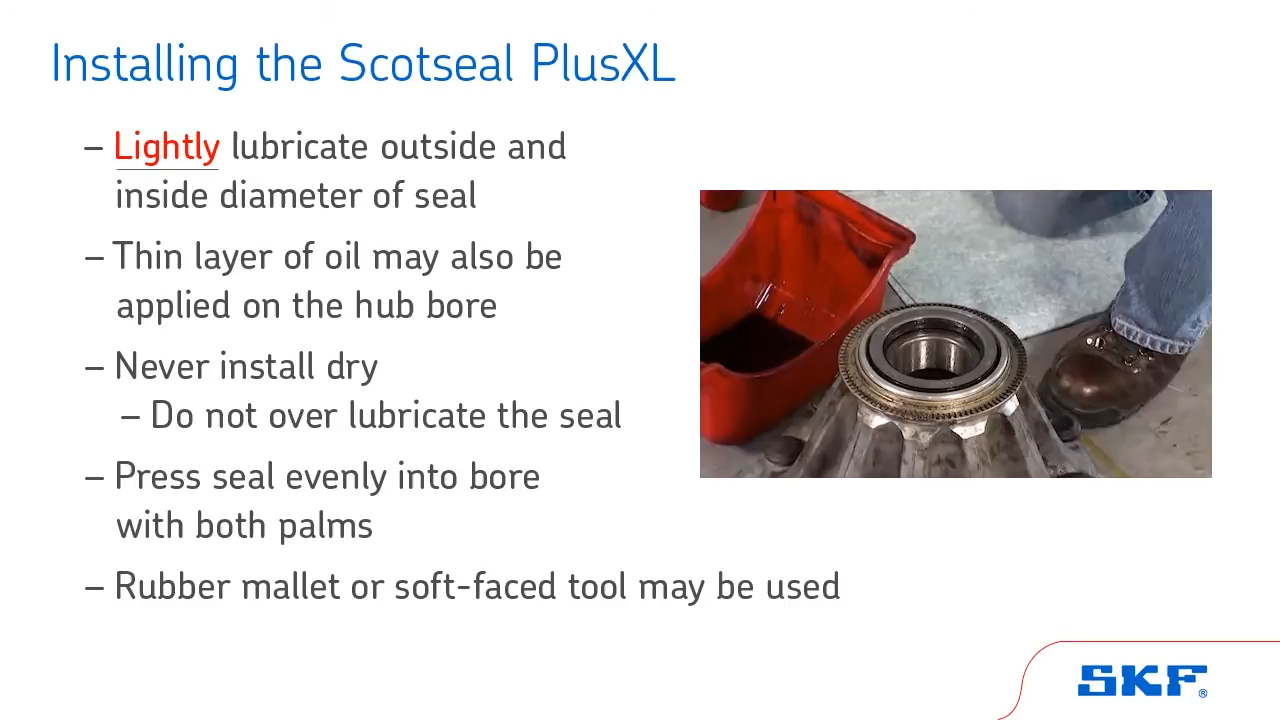 Installing the Scotseal PlusXL
– Lightly lubricate outside and
inside diameter of seal
– Thin layer of oil may also be
applied on the hub bore
– Never install dry
– Do not over lubricate the seal
– Press seal evenly into bore
with both palms
– Rubber mallet or soft-faced tool may be used
SKF®